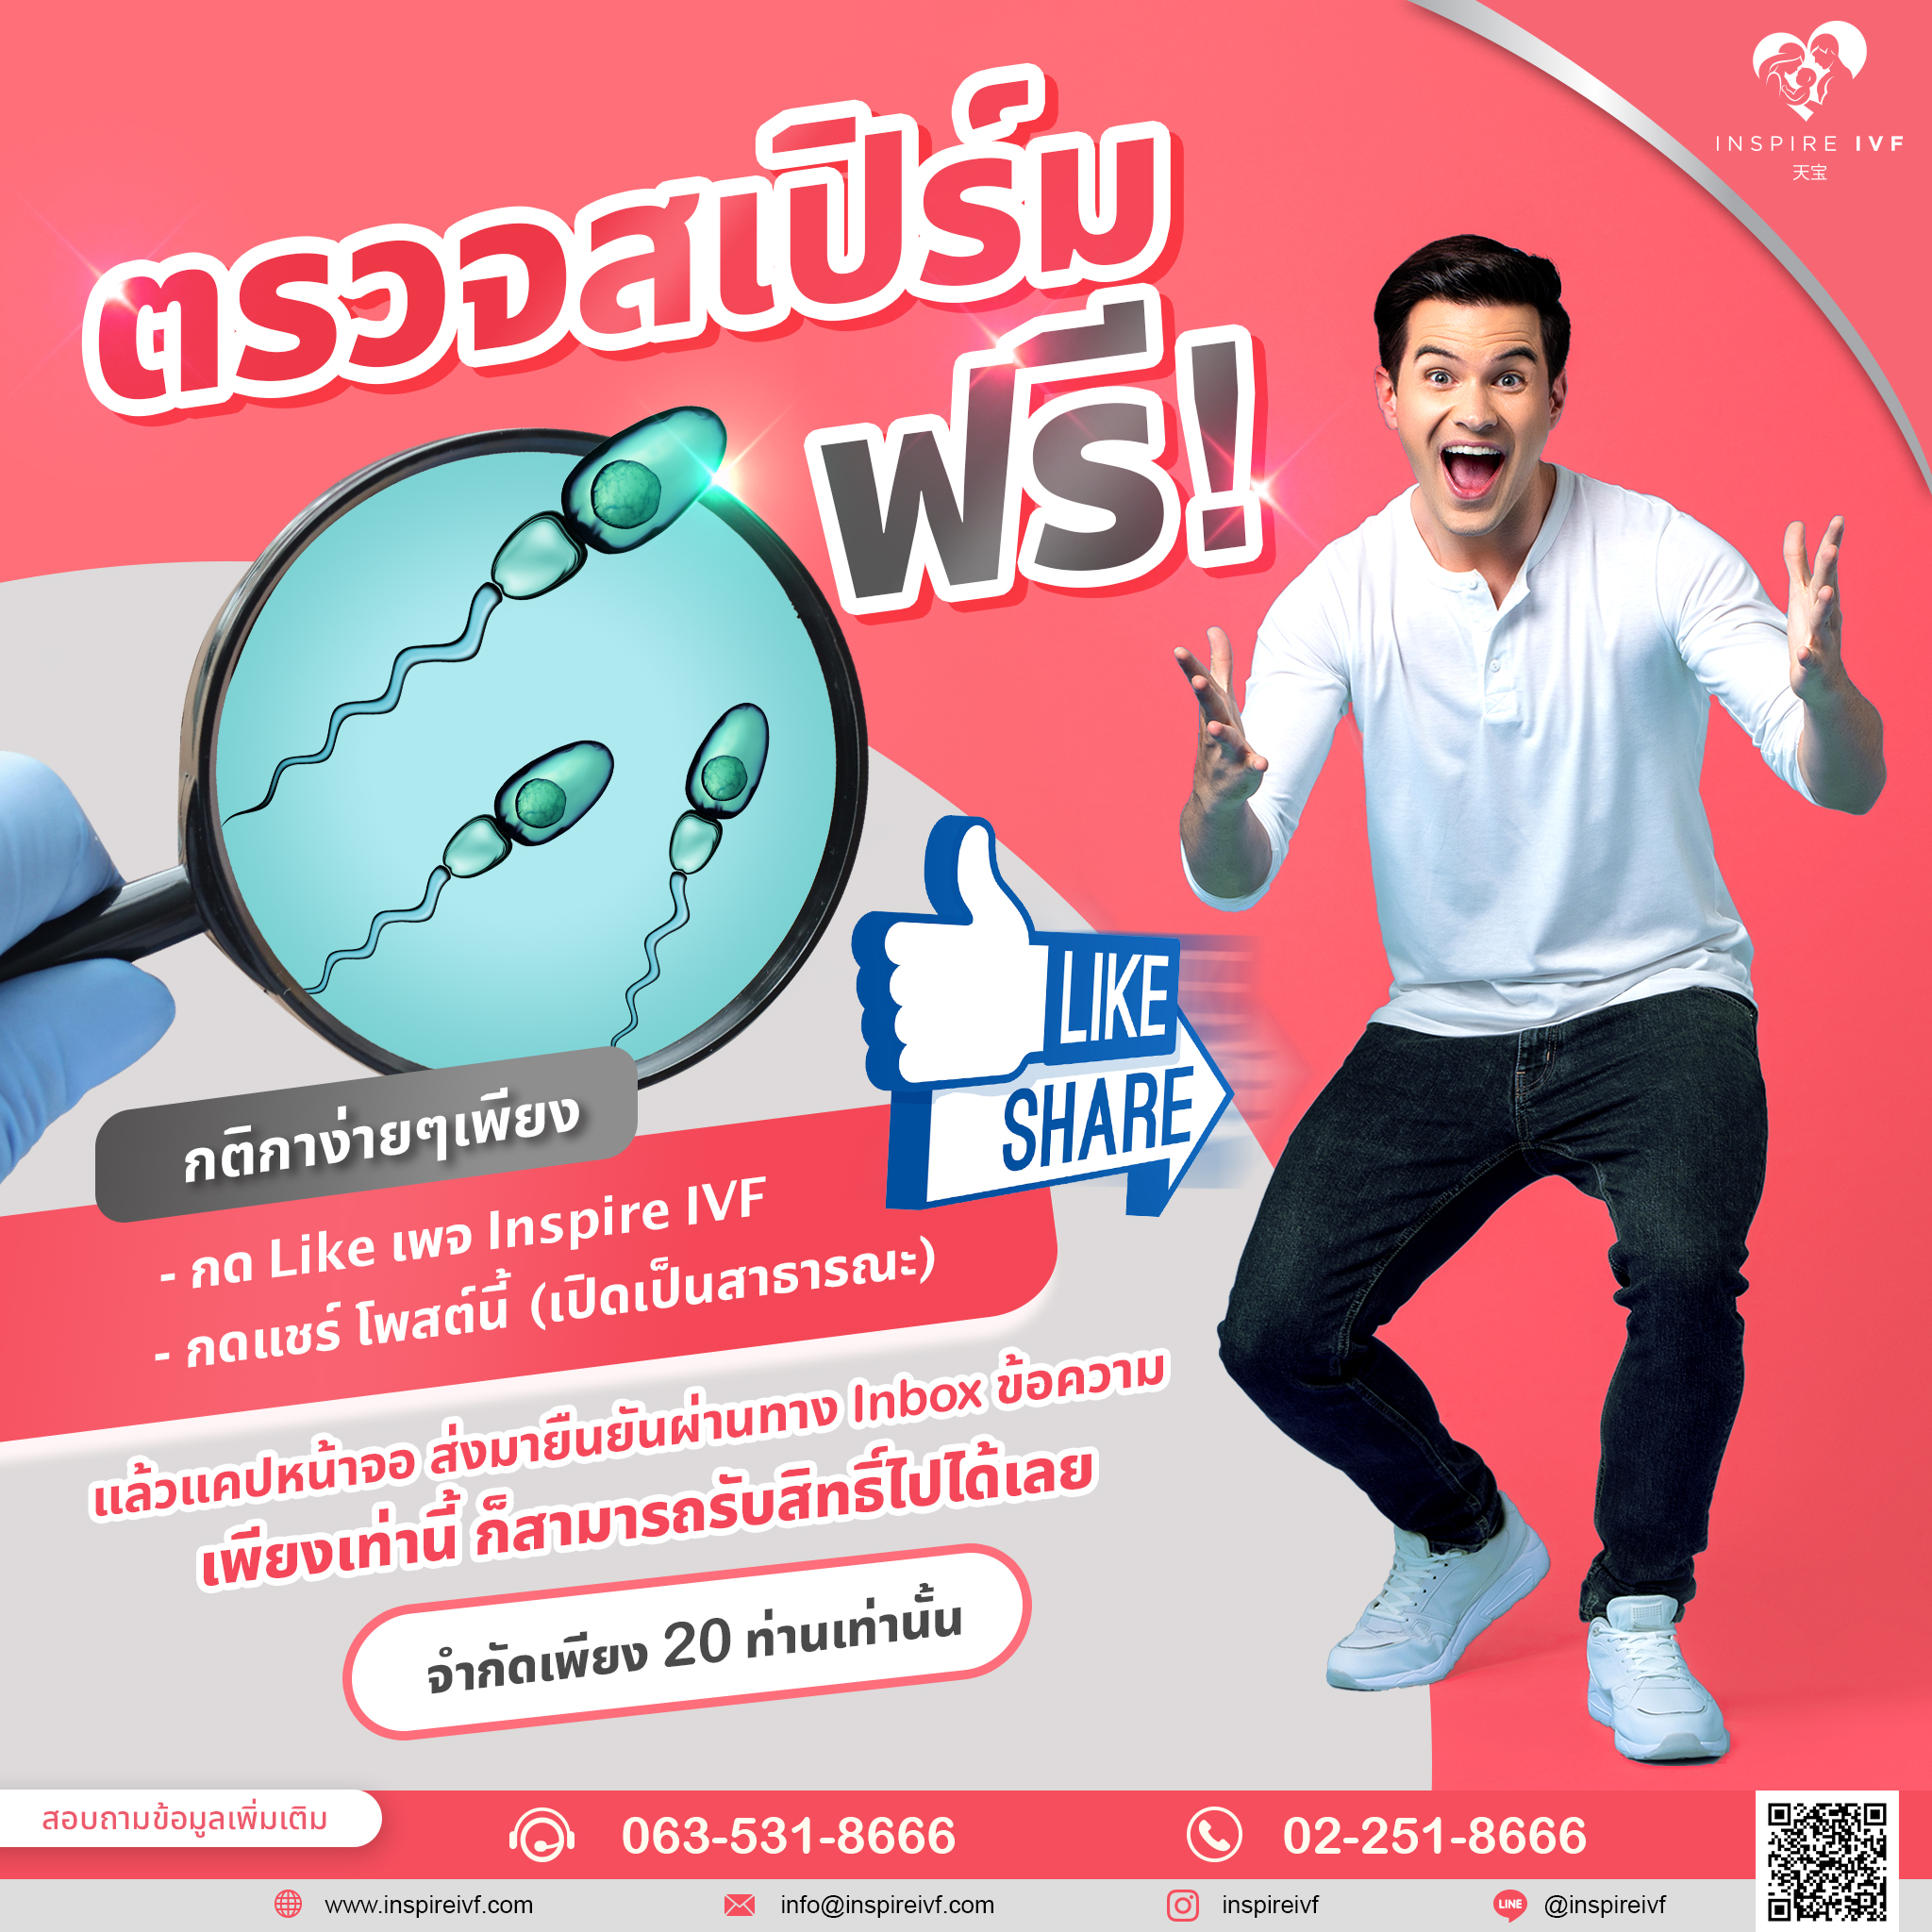 INSPIRE IVF
天宝
ตรวจสเปิร์ม
ฟรี!
LIKE
SHARE
กติกาง่ายๆเพียง
- กด Like เพจ Inspire IVF
- กดแชร์ โพสต์นี้ (เปิดเป็นสาธารณะ)
แล้วแคปหน้าจอ ส่งมายืนยันผ่านทาง Inbox ข้อความ
เพียงเท่านี้ ก็สามารถรับสิทธิ์ไปได้เลย
จำกัดเพียง 20 ท่านเท่านั้น
สอบถามข้อมูลเพิ่มเติม
063-531-8666
02-251-8666
www.inspireivf.com
info@inspireivf.com
inspireivf
LINE
@inspireivf